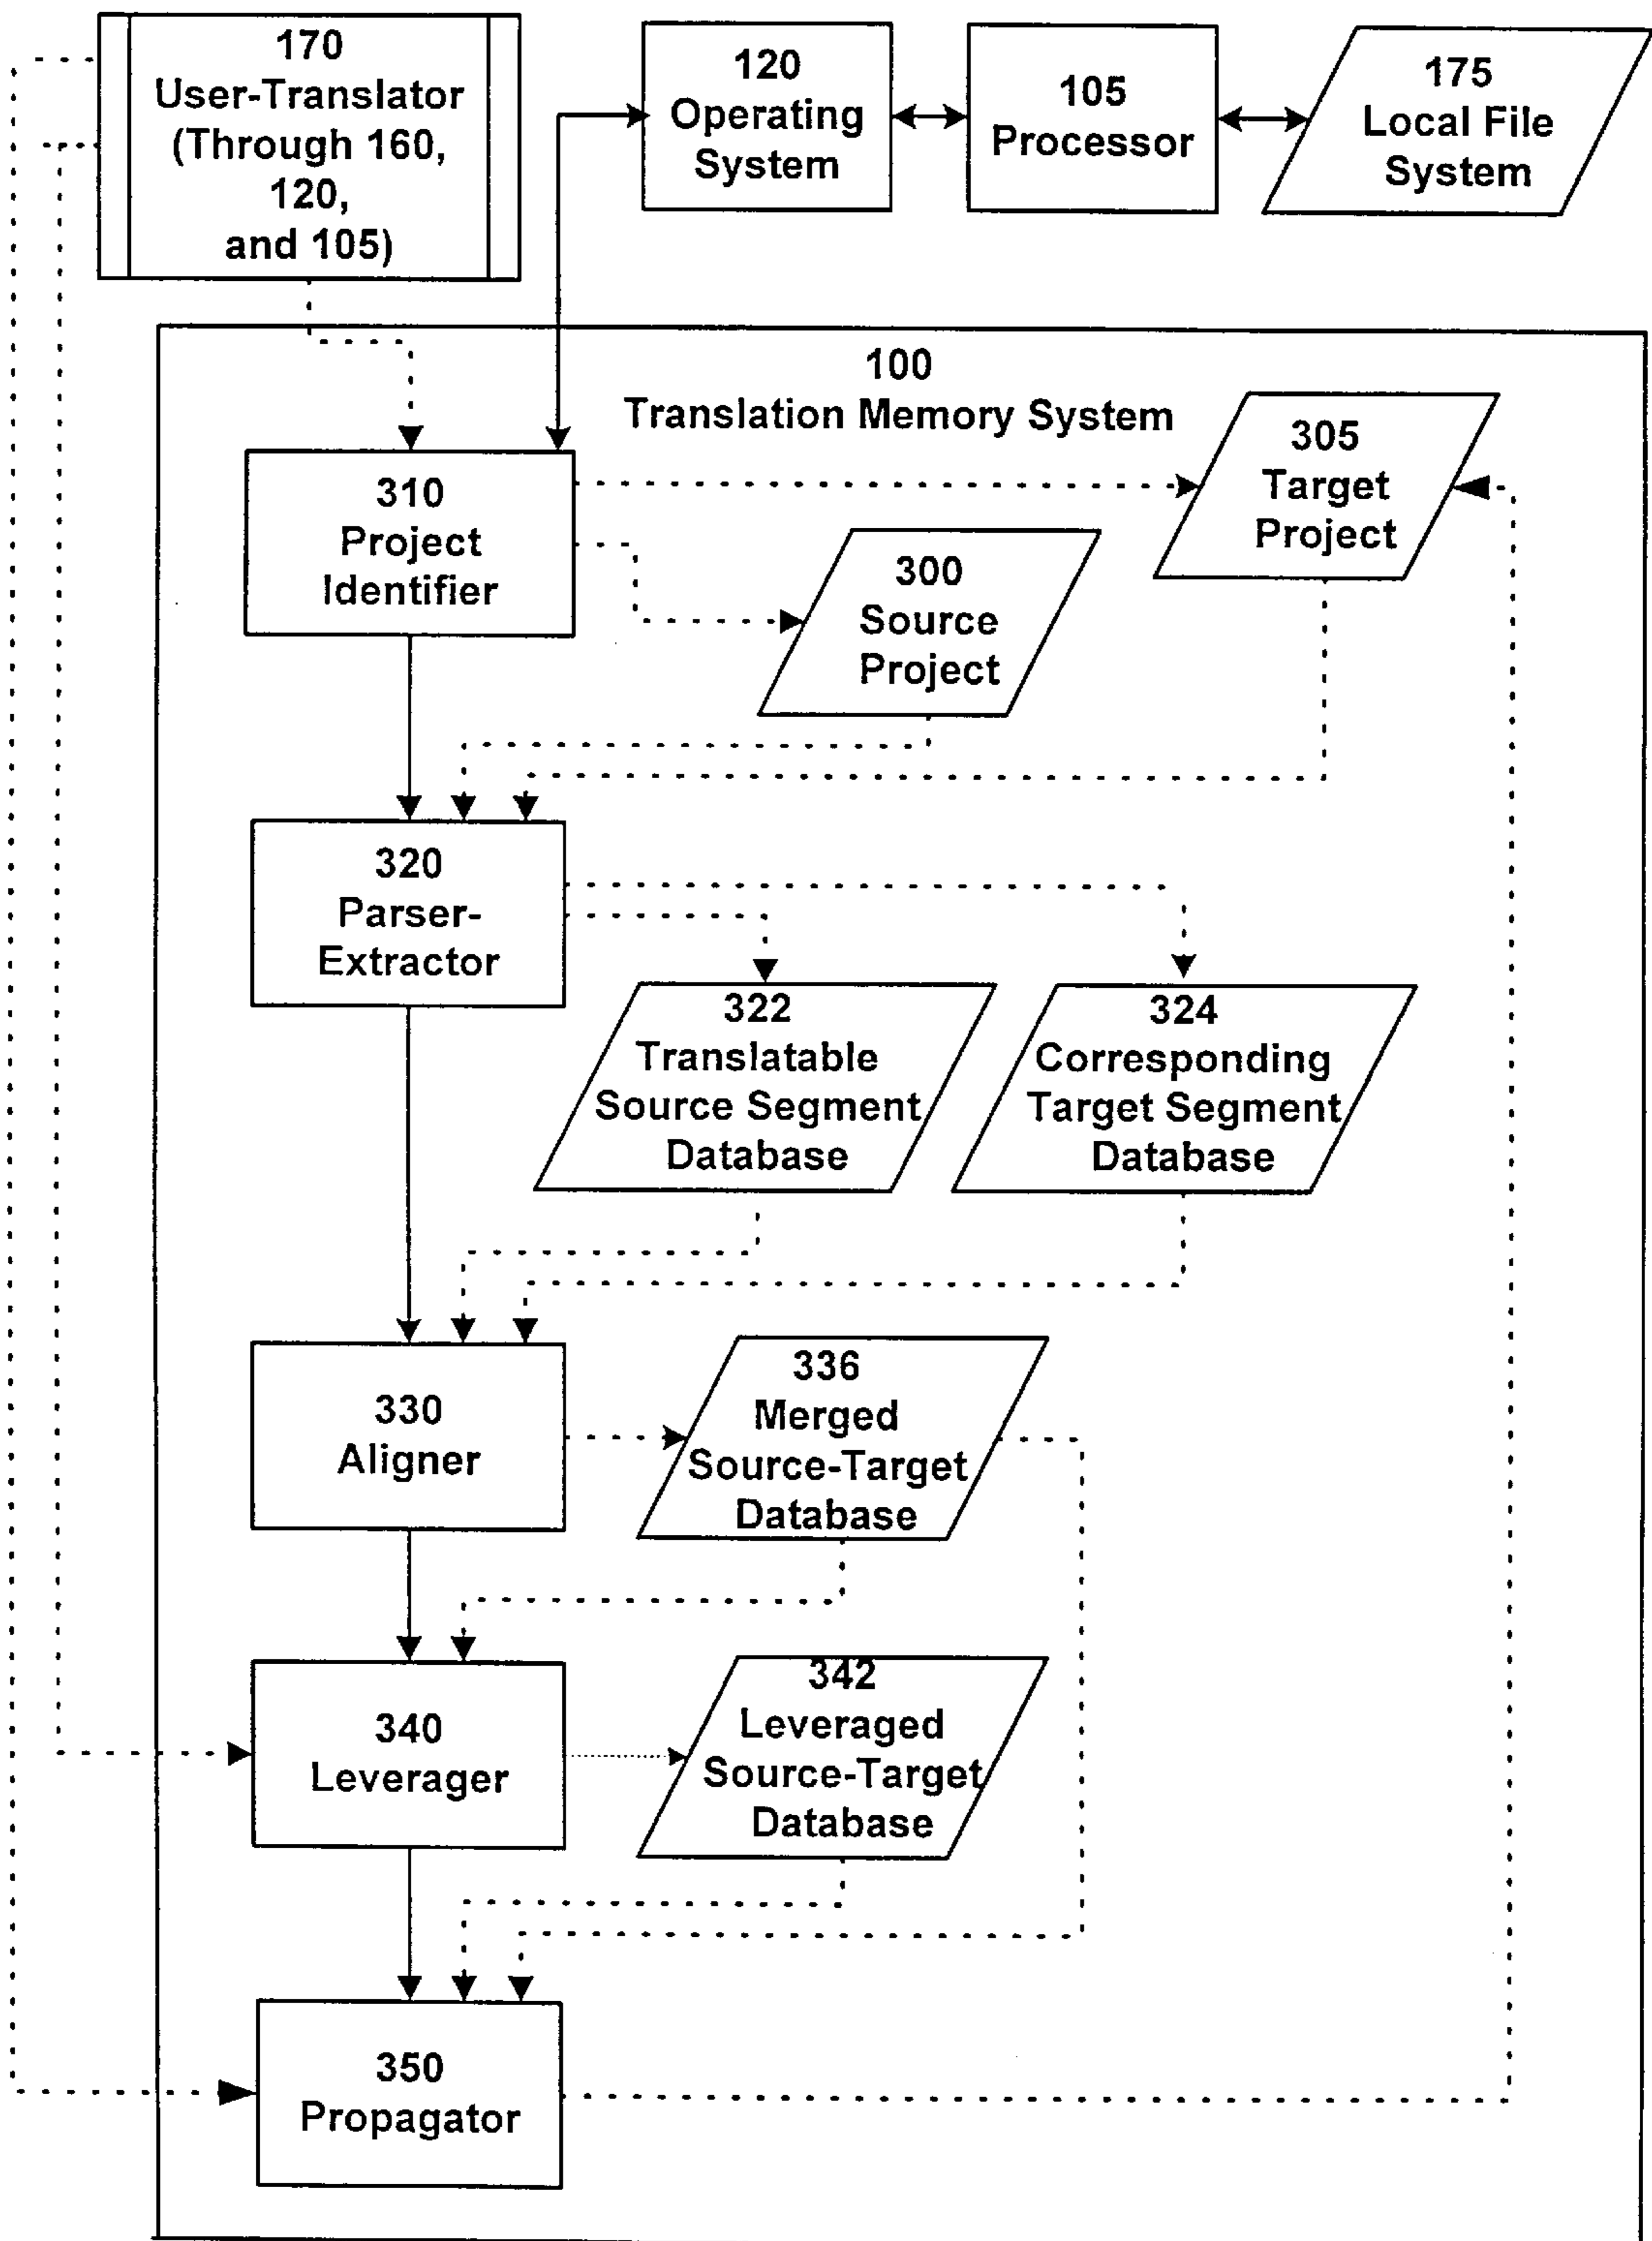 170
User-Translator
(Through 160,
120,
and 105)
120
Operating
System
105
Processor
175
Local File
System
100
Translation Memory System
305
Target
Project
310
Project
Identifier
300
Source
Project
320
Parser-
Extractor
322
Translatable
Source Segment
Database
324
Corresponding
Target Segment
Database
330
Aligner
336
Merged
Source-Target
Database
340
Leverager
342
Leveraged
Source-Target
Database
350
Propagator